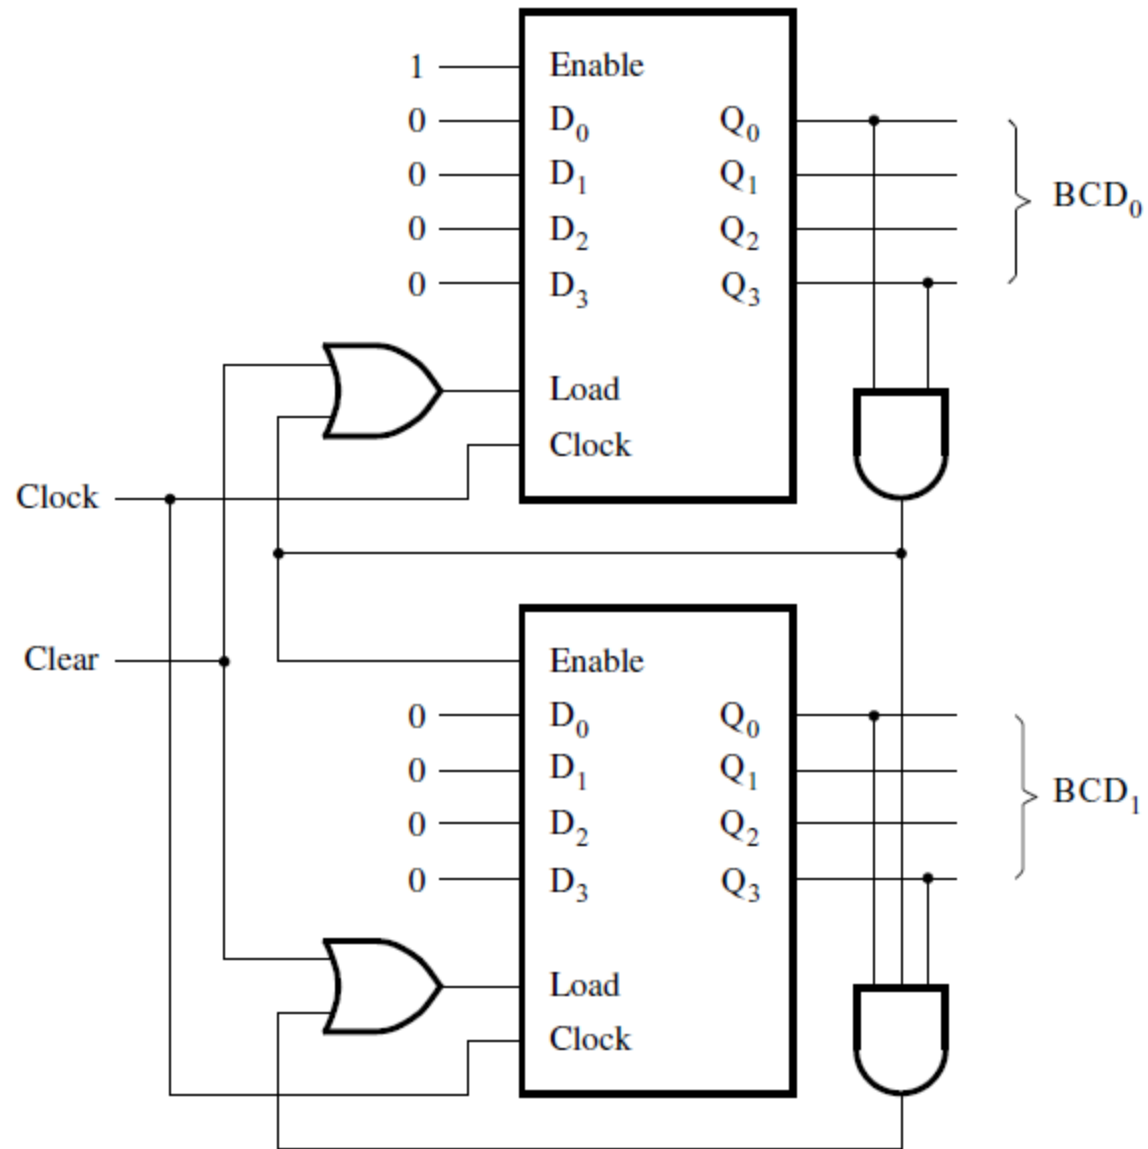 1 Enable
0 D₀ Q₀
0 D₁ Q₁
0 D₂ Q₂
0 D₃ Q₃
BCD₀
Load
Clock
Clock
Clear
Enable
0 D₀ Q₀
0 D₁ Q₁
0 D₂ Q₂
0 D₃ Q₃
BCD₁
Load
Clock